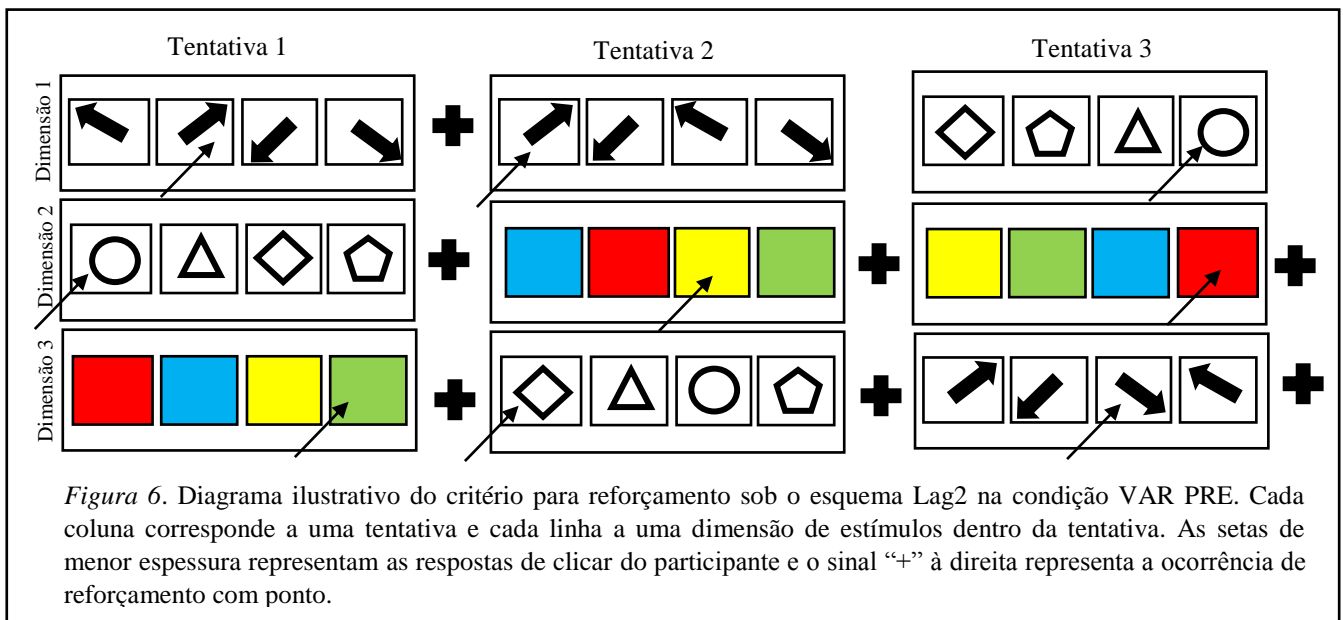 Tentativa 1
Tentativa 2
Tentativa 3
Dimensão 1
Dimensão 2
Dimensão 3
Figura 6. Diagrama ilustrativo do critério para reforçamento sob o esquema Lag2 na condição VAR PRE. Cada
coluna corresponde a uma tentativa e cada linha a uma dimensão de estímulos dentro da tentativa. As setas de
menor espessura representam as respostas de clicar do participante e o sinal “+” à direita representa a ocorrência de
reforçamento com ponto.